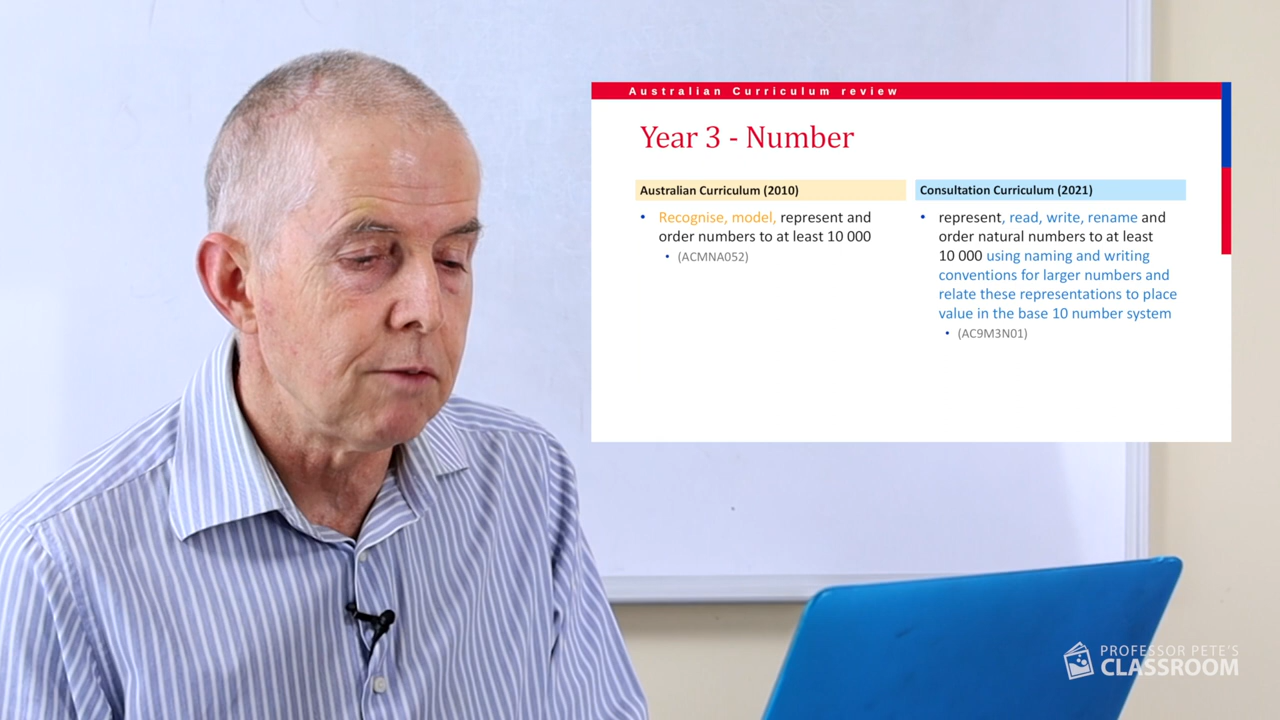 Australian Curriculum review
Year 3 - Number
Australian Curriculum (2010)
• Recognise, model, represent and
order numbers to at least 10 000
• (ACMNA052)
Consultation Curriculum (2021)
• represent, read, write, rename and
order natural numbers to at least
10 000 using naming and writing
conventions for larger numbers and
relate these representations to place
value in the base 10 number system
• (AC9M3N01)
PROFESSOR PETE'S
CLASSROOM